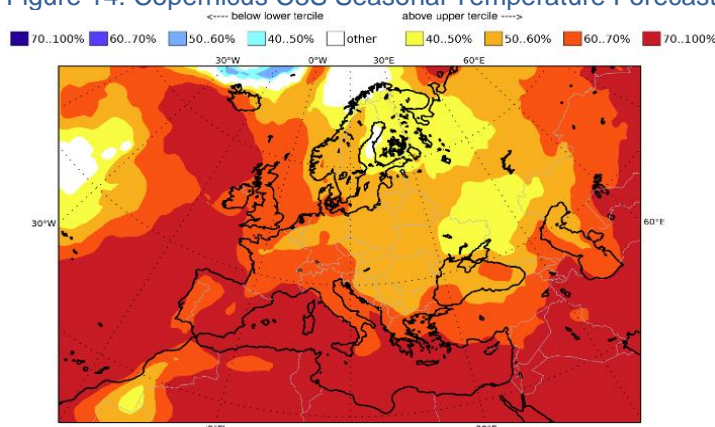 Figure 14: Copernicus C3S Seasonal Temperature Forecast
<---- below lower tercile above upper tercile ---->
70..100% 60..70% 50..60% 40..50% other 40..50% 50..60% 60..70% 70..100%
30°W 0°W 30°E 60°E
30°W 60°E